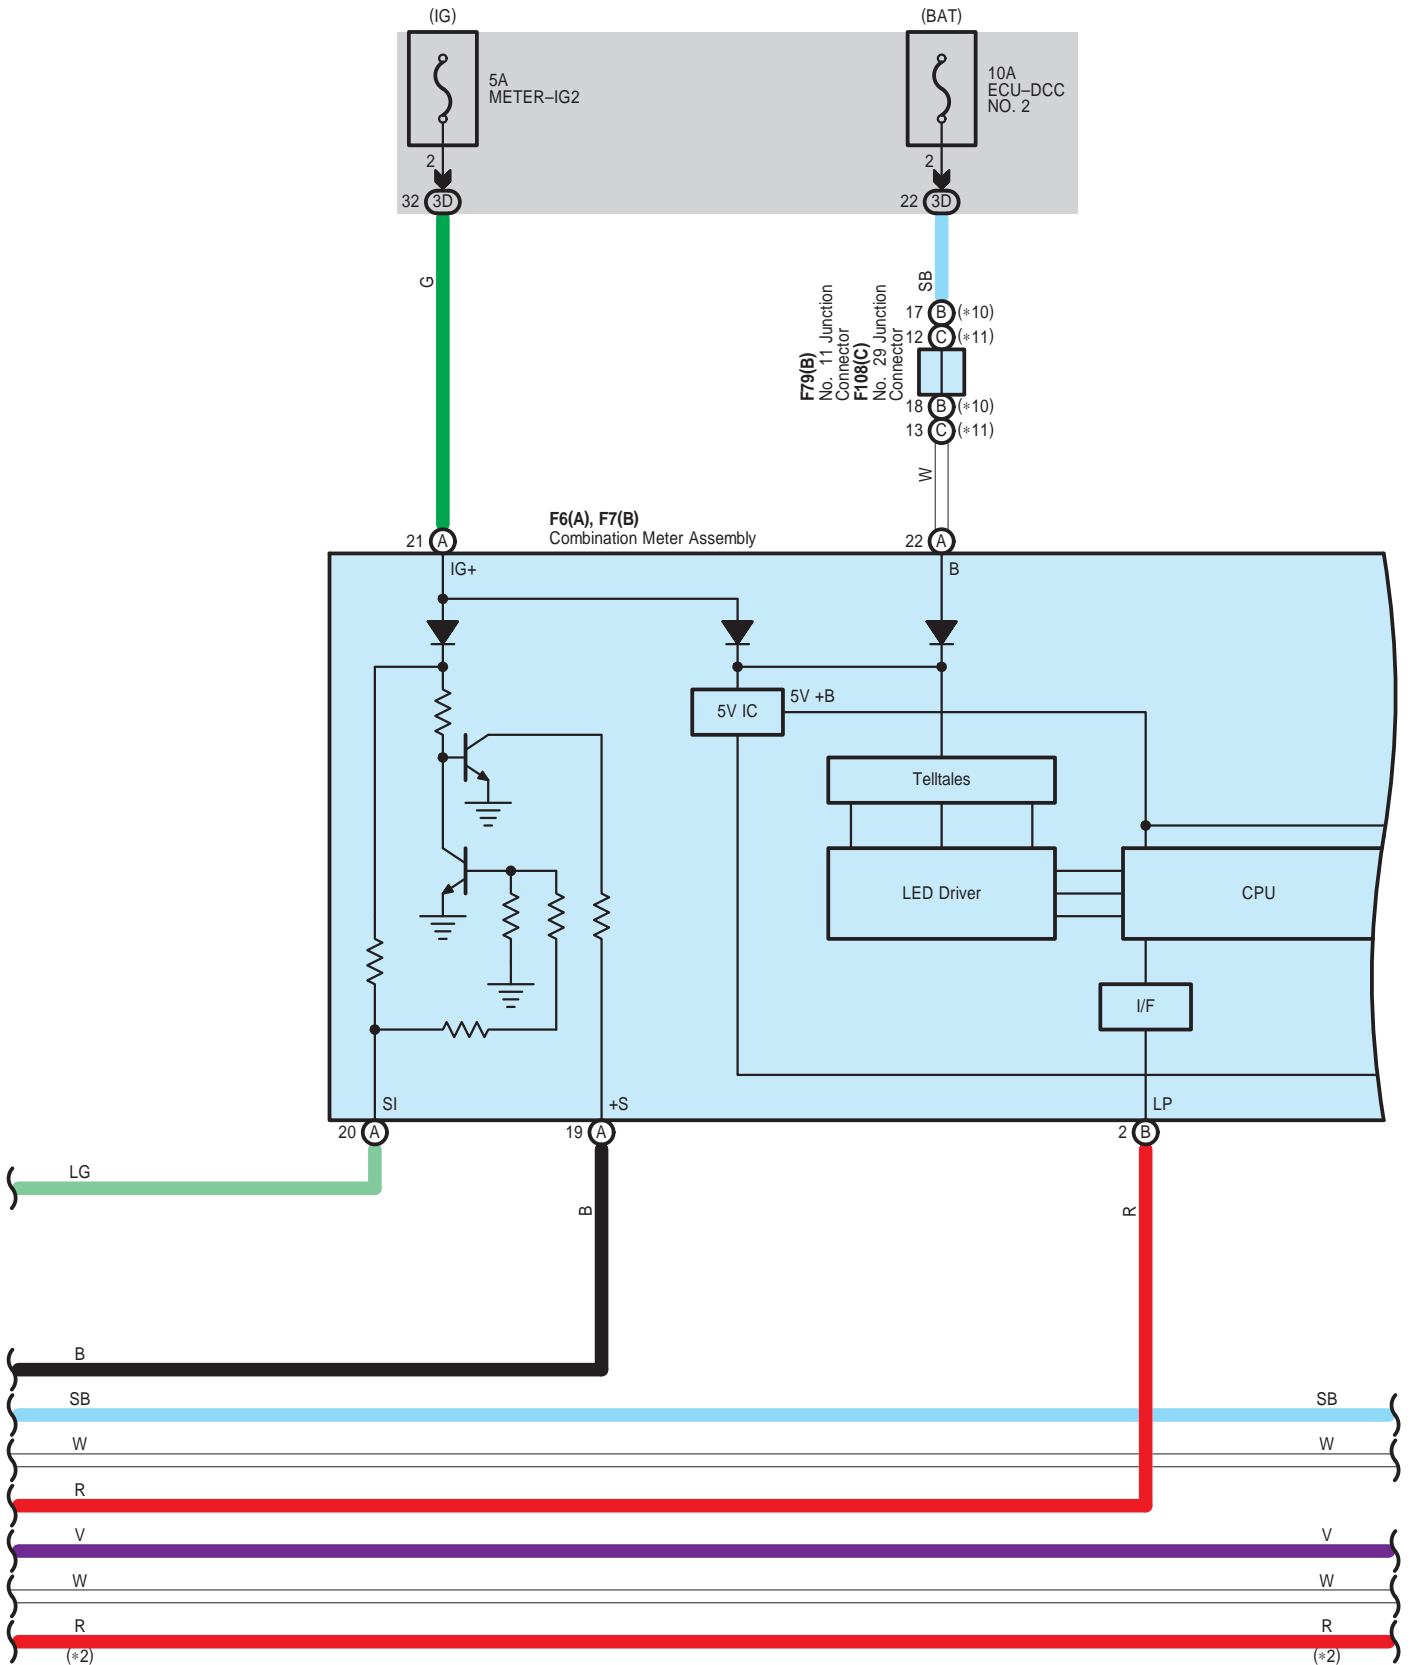 (IG)
(BAT)
5A
METER–IG2
10A
ECU–DCC
NO. 2
2
2
32 3D
22 3D
G
SB
17 B (*10)
12 C (*11)
F79(B)
No. 11 Junction
Connector
F108(C)
No. 29 Junction
Connector
18 B (*10)
13 C (*11)
W
F6(A), F7(B)
Combination Meter Assembly
21 A
22 A
IG+
B
5V IC
5V +B
Telltales
LED Driver
CPU
I/F
SI
+S
LP
20 A
19 A
2 B
LG
B
R
B
SB
SB
W
W
R
V
V
W
W
R
R
(*2)
(*2)